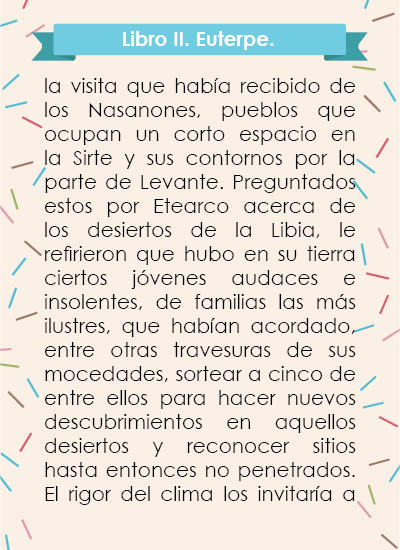 Libro II. Euterpe.
la visita que había recibido de
los Nasanones, pueblos que
ocupan un corto espacio en
la Sirte y sus contornos por la
parte de Levante. Preguntados
estos por Etearco acerca de
los desiertos de la Libia, le
refirieron que hubo en su tierra
ciertos jóvenes audaces e
insolentes, de familias las más
ilustres, que habían acordado,
entre otras travesuras de sus
mocedades, sortear a cinco de
entre ellos para hacer nuevos
descubrimientos en aquellos
desiertos y reconocer sitios
hasta entonces no penetrados.
El rigor del clima los invitaría a